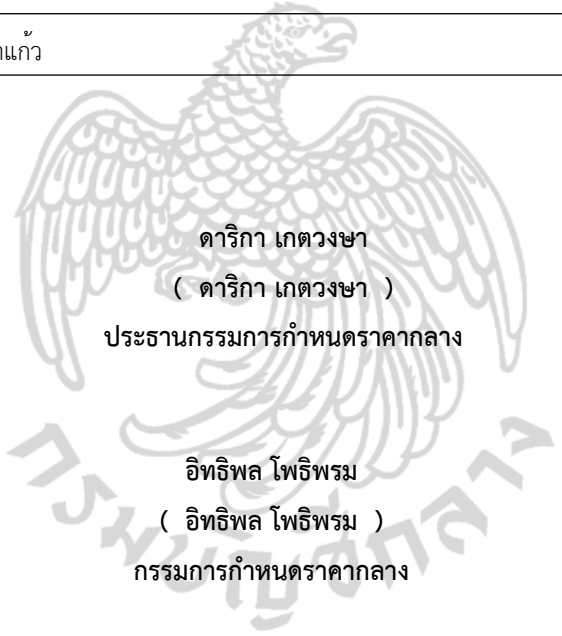 แก้ว
ดาริกา เกตวงษา
( ดาริกา เกตวงษา )
ประธานกรรมการกำหนดราคากลาง
อิทธิพล โพธิพรม
( อิทธิพล โพธิพรม )
กรรมการกำหนดราคากลาง
กรมบัญชีกลาง